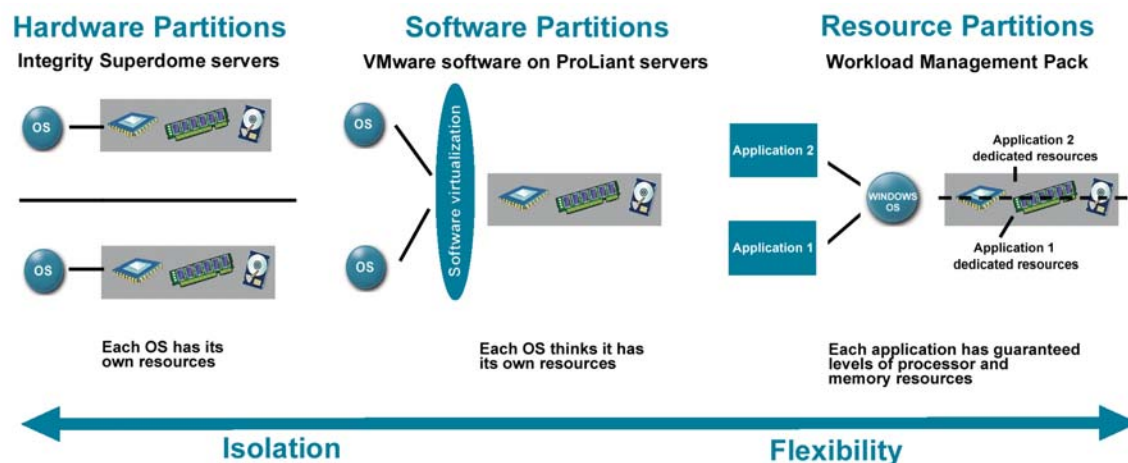 Hardware Partitions
Integrity Superdome servers
OS
OS
Each OS has its
own resources
Software Partitions
VMware software on ProLiant servers
OS
OS
Software virtualization
Each OS thinks it has
its own resources
Resource Partitions
Workload Management Pack
Application 2
Application 1
WINDOWS
OS
Application 2
dedicated resources
Application 1
dedicated resources
Each application has guaranteed
levels of processor and
memory resources
Isolation
Flexibility